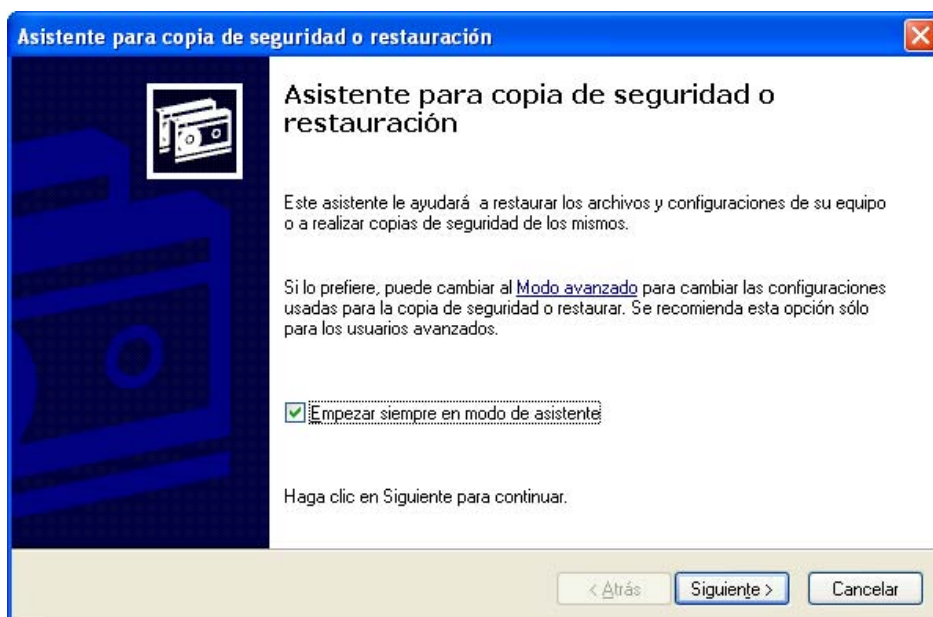 Asistente para copia de seguridad o restauración
Asistente para copia de seguridad o
restauración
Este asistente le ayudará  a restaurar los archivos y configuraciones de su equipo
o a realizar copias de seguridad de los mismos.
Si lo prefiere, puede cambiar al Modo avanzado para cambiar las configuraciones
usadas para la copia de seguridad o restaurar. Se recomienda esta opción sólo
para los usuarios avanzados.
Empezar siempre en modo de asistente
Haga clic en Siguiente para continuar.
< Atrás
Siguiente >
Cancelar